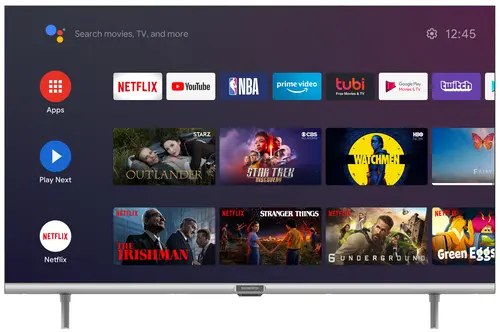 Search movies, TV, and more
12:45
Apps
NETFLIX
YouTube
NBA
prime video
tubi
Free Movies & TV
Google Play
Movies & TV
twitch
Play Next
STARZ
OUTLANDER
CBS
STAR TREK
DISCOVERY
HBO
WATCHMEN
NETFLIX
Netflix
NETFLIX
THE
IRISHMAN
NETFLIX
STRANGER THINGS
NETFLIX
6 UNDERGROUND
NETFLIX
Green Eggs